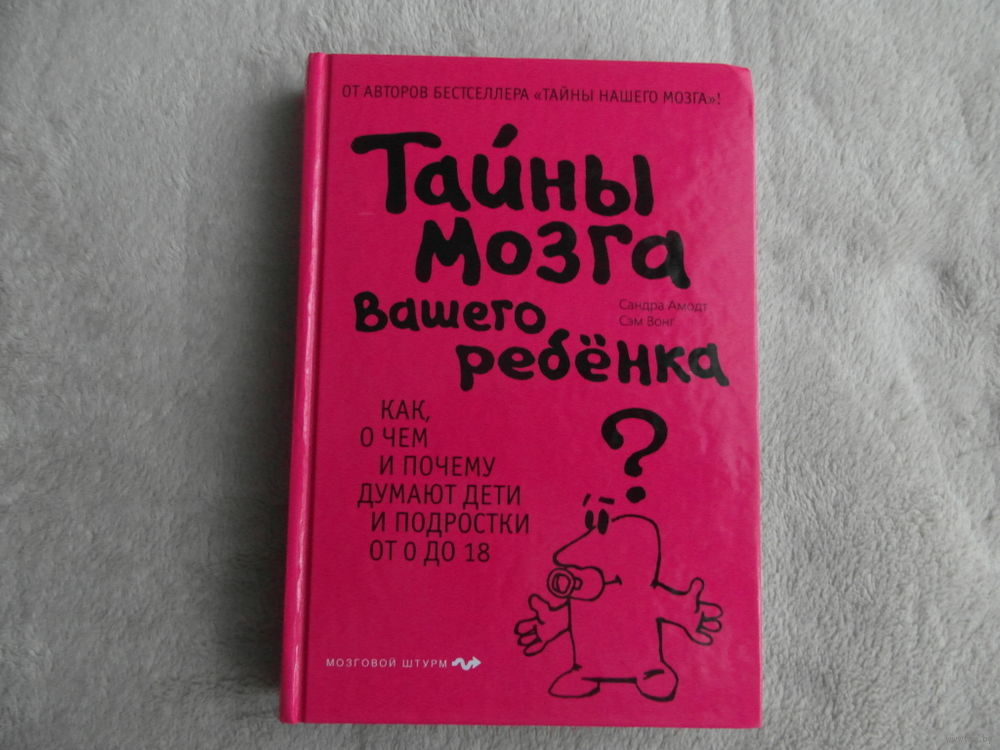 ОТ АВТОРОВ БЕСТСЕЛЛЕРА «ТАЙНЫ НАШЕГО МОЗГА»!
Тайны
мозга
Вашего
ребёнка
Сандра Амодт
Сэм Вонг
КАК,
О ЧЕМ
И ПОЧЕМУ
ДУМАЮТ ДЕТИ
И ПОДРОСТКИ
ОТ 0 ДО 18
МОЗГОВОЙ ШТУРМ